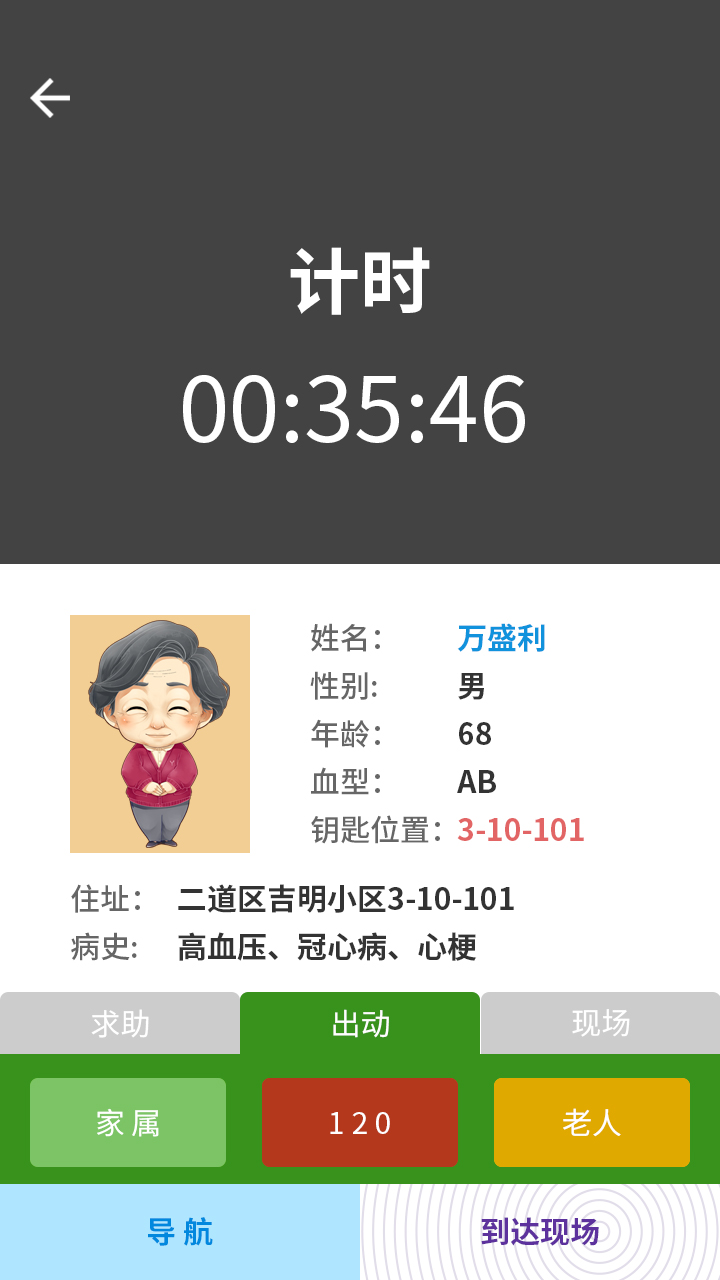 计时
00:35:46
姓名： 万盛利
性别: 男
年龄： 68
血型： AB
钥匙位置： 3-10-101
住址： 二道区吉明小区3-10-101
病史: 高血压、冠心病、心梗
求助 出动 现场
家属 120 老人
导航 到达现场